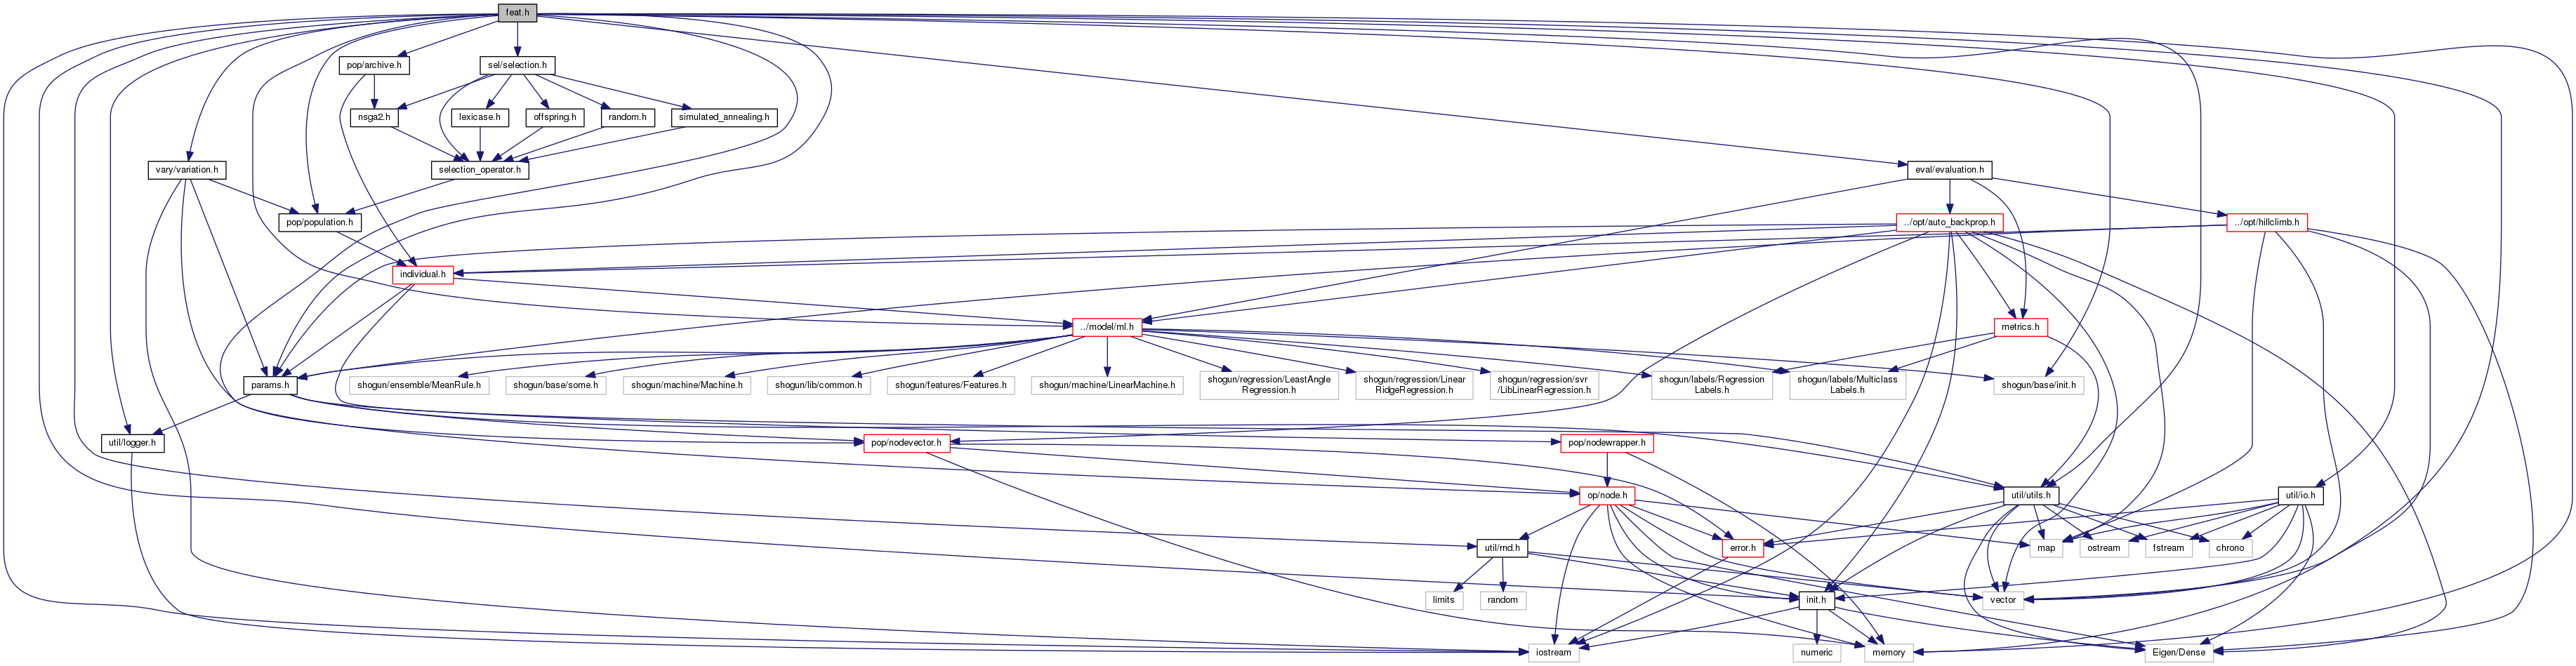 feat.h
pop/archive.h
sel/selection.h
nsga2.h
lexicase.h
offspring.h
random.h
simulated_annealing.h
vary/variation.h
selection_operator.h
eval/evaluation.h
pop/population.h
../opt/auto_backprop.h
../opt/hillclimb.h
individual.h
../model/ml.h
metrics.h
params.h
shogun/ensemble/MeanRule.h
shogun/base/some.h
shogun/machine/Machine.h
shogun/lib/common.h
shogun/features/Features.h
shogun/machine/LinearMachine.h
shogun/regression/LeastAngle
Regression.h
shogun/regression/Linear
RidgeRegression.h
shogun/regression/svr
/LibLinearRegression.h
shogun/labels/Regression
Labels.h
shogun/labels/Multiclass
Labels.h
shogun/base/init.h
util/logger.h
pop/nodevector.h
pop/nodewrapper.h
op/node.h
util/utils.h
util/io.h
util/rnd.h
error.h
map
ostream
fstream
chrono
limits
random
init.h
vector
iostream
numeric
memory
Eigen/Dense